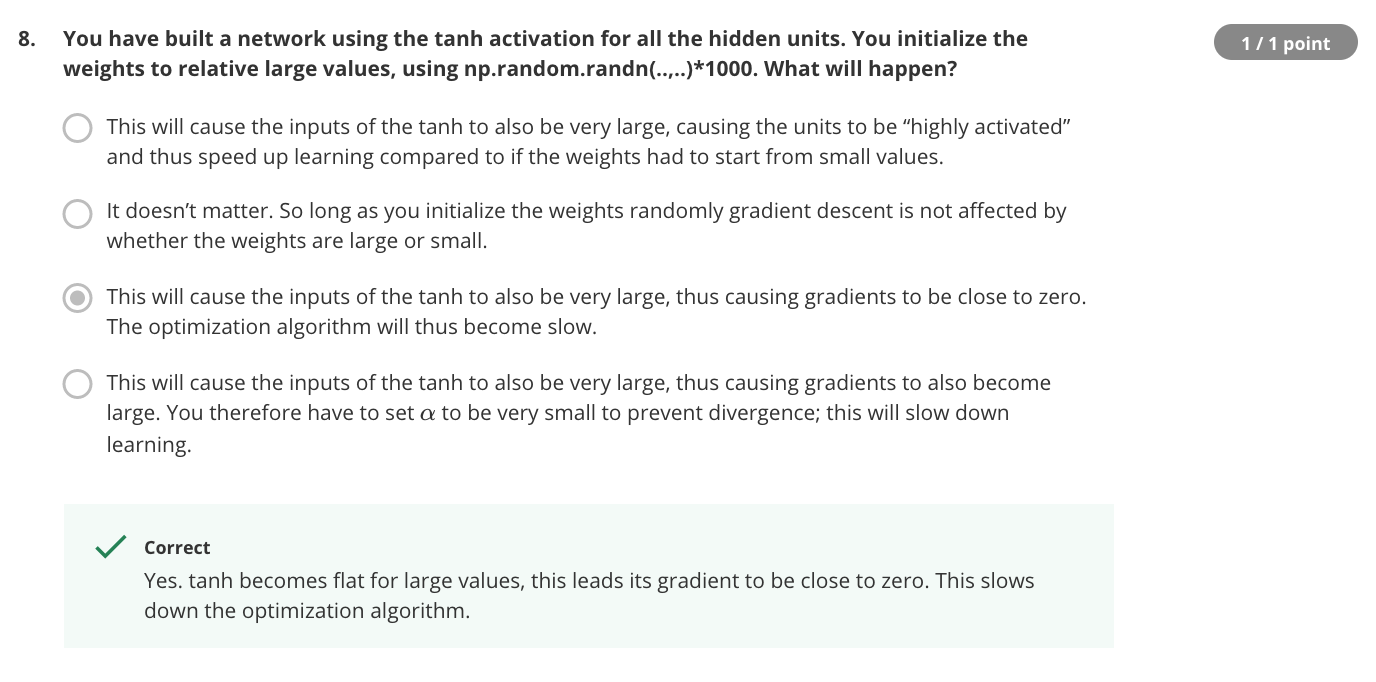 8. You have built a network using the tanh activation for all the hidden units. You initialize the
weights to relative large values, using np.random.randn(..,..)*1000. What will happen?
1 / 1 point
This will cause the inputs of the tanh to also be very large, causing the units to be “highly activated”
and thus speed up learning compared to if the weights had to start from small values.
It doesn’t matter. So long as you initialize the weights randomly gradient descent is not affected by
whether the weights are large or small.
This will cause the inputs of the tanh to also be very large, thus causing gradients to be close to zero.
The optimization algorithm will thus become slow.
This will cause the inputs of the tanh to also be very large, thus causing gradients to also become
large. You therefore have to set α to be very small to prevent divergence; this will slow down
learning.
Correct
Yes. tanh becomes flat for large values, this leads its gradient to be close to zero. This slows
down the optimization algorithm.